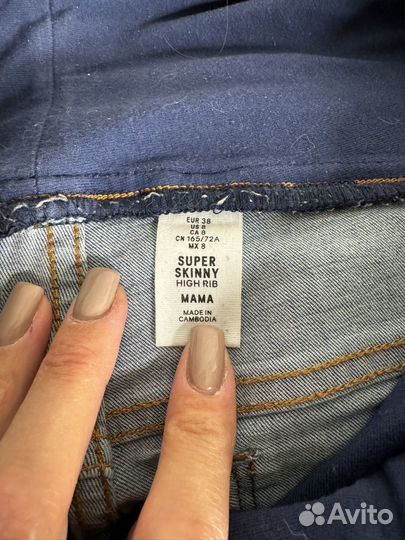 EUR 38
US 8
CA 8
CN 165/72A
MX 8
SUPER
SKINNY
HIGH RIB
MAMA
MADE IN
CAMBODIA
Avito